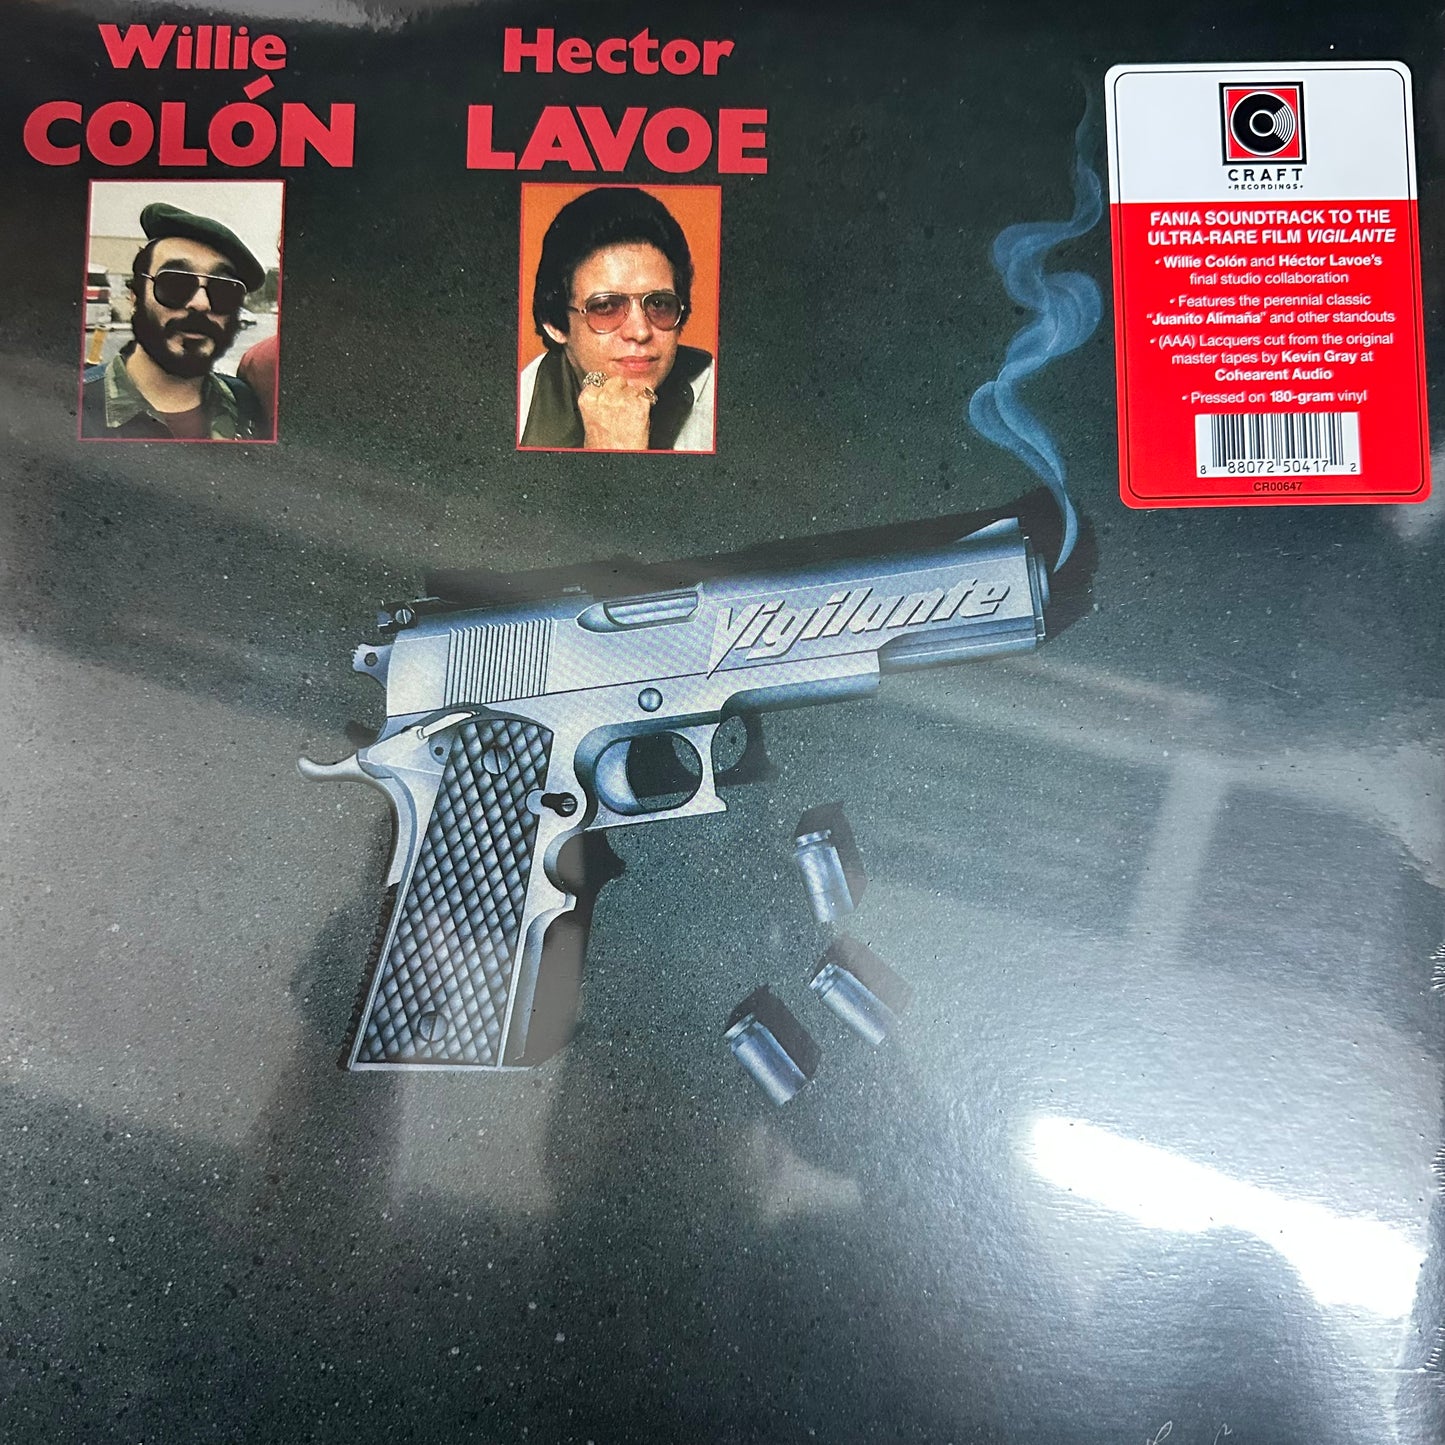 Willie
COLÓN
Hector
LAVOE
CRAFT
• RECORDINGS •
FANIA SOUNDTRACK TO THE
ULTRA-RARE FILM VIGILANTE
• Willie Colón and Héctor Lavoe's
final studio collaboration
• Features the perennial classic
"Juanito Alimaña" and other standouts
• (AAA) Lacquers cut from the original
master tapes by Kevin Gray at
Cohearent Audio
• Pressed on 180-gram vinyl
8 88072 50417 2
CR00647
Vigilante